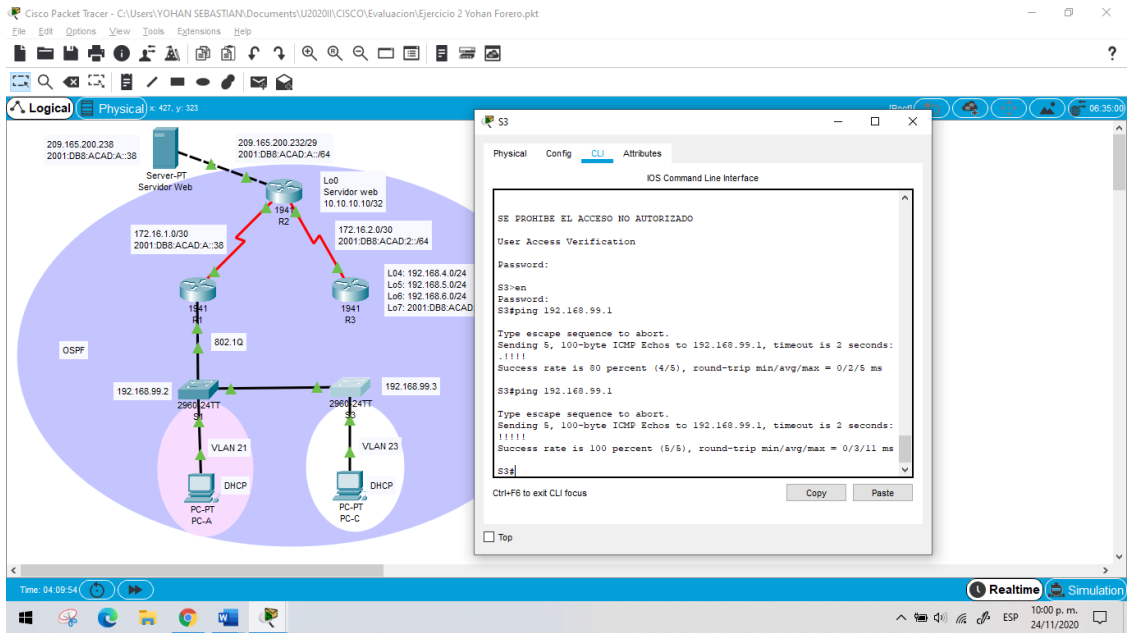 Cisco Packet Tracer - C:\Users\YOHAN SEBASTIAN\Documents\U2020II\CISCO\Evaluacion\Ejercicio 2 Yohan Forero.pkt
File Edit Options View Tools Extensions Help
?
Logical Physical x: 427, y: 323
[Root] 06:35:00
209.165.200.238
2001:DB8:ACAD:A::38
Server-PT
Servidor Web
209.165.200.232/29
2001:DB8:ACAD:A::/64
1941
R2
Lo0
Servidor web
10.10.10.10/32
172.16.1.0/30
2001:DB8:ACAD:A::38
172.16.2.0/30
2001:DB8:ACAD:2::/64
1941
R1
1941
R3
L04: 192.168.4.0/24
Lo5: 192.168.5.0/24
Lo6: 192.168.6.0/24
Lo7: 2001:DB8:ACAD
OSPF
802.1Q
192.168.99.2
2960-24TT
S1
192.168.99.3
2960-24TT
S3
VLAN 21
VLAN 23
DHCP
DHCP
PC-PT
PC-A
PC-PT
PC-C
S3
Physical Config CLI Attributes
IOS Command Line Interface
SE PROHIBE EL ACCESO NO AUTORIZADO
User Access Verification
Password:
S3>en
Password:
S3#ping 192.168.99.1
Type escape sequence to abort.
Sending 5, 100-byte ICMP Echos to 192.168.99.1, timeout is 2 seconds:
.!!!!
Success rate is 80 percent (4/5), round-trip min/avg/max = 0/2/5 ms
S3#ping 192.168.99.1
Type escape sequence to abort.
Sending 5, 100-byte ICMP Echos to 192.168.99.1, timeout is 2 seconds:
!!!!!
Success rate is 100 percent (5/5), round-trip min/avg/max = 0/3/11 ms
S3#
Ctrl+F6 to exit CLI focus
Copy
Paste
Top
Time: 04:09:54
Realtime
Simulation
ESP
10:00 p. m.
24/11/2020